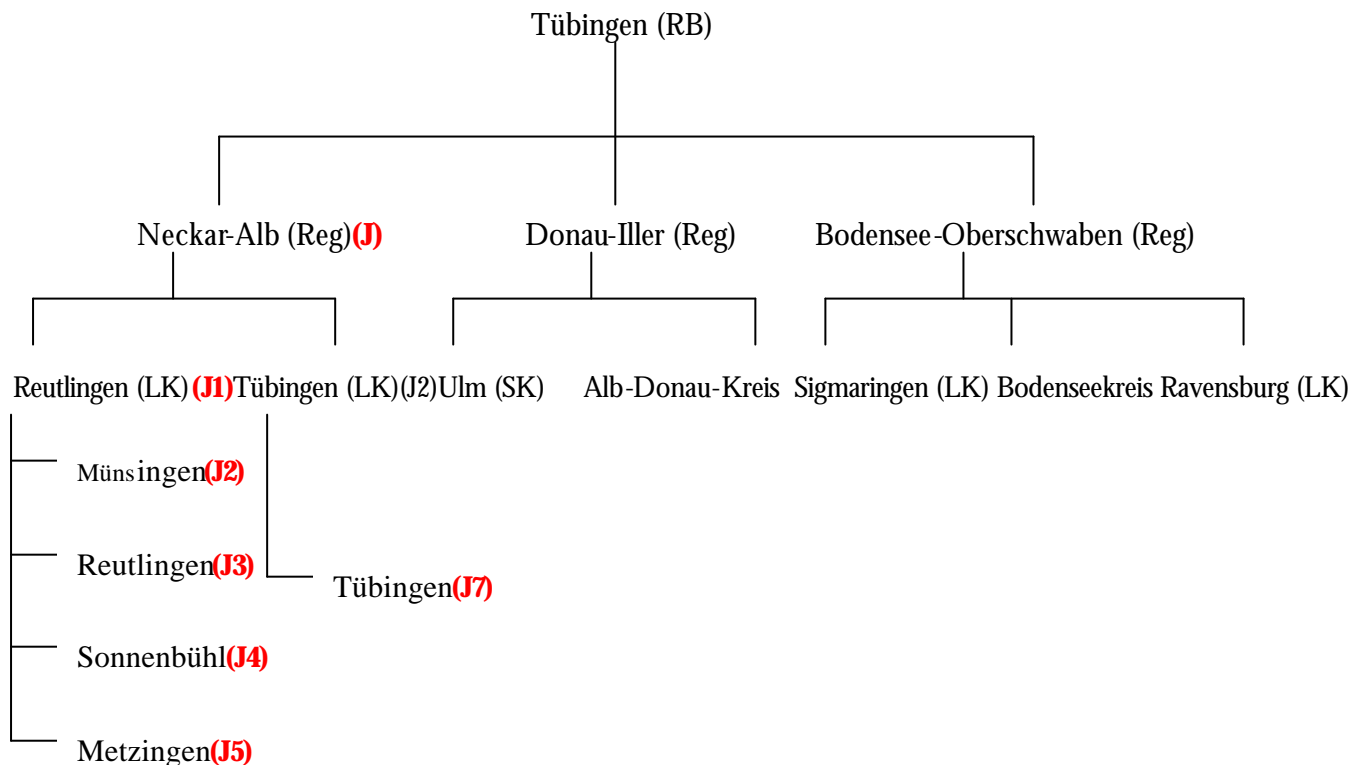 Tübingen (RB)
Neckar-Alb (Reg)(J) Donau-Iller (Reg) Bodensee-Oberschwaben (Reg)
Reutlingen (LK) (J1)Tübingen (LK)(J2)Ulm (SK) Alb-Donau-Kreis Sigmaringen (LK) Bodenseekreis Ravensburg (LK)
Münsingen(J2)
Reutlingen(J3)
Tübingen(J7)
Sonnenbühl(J4)
Metzingen(J5)